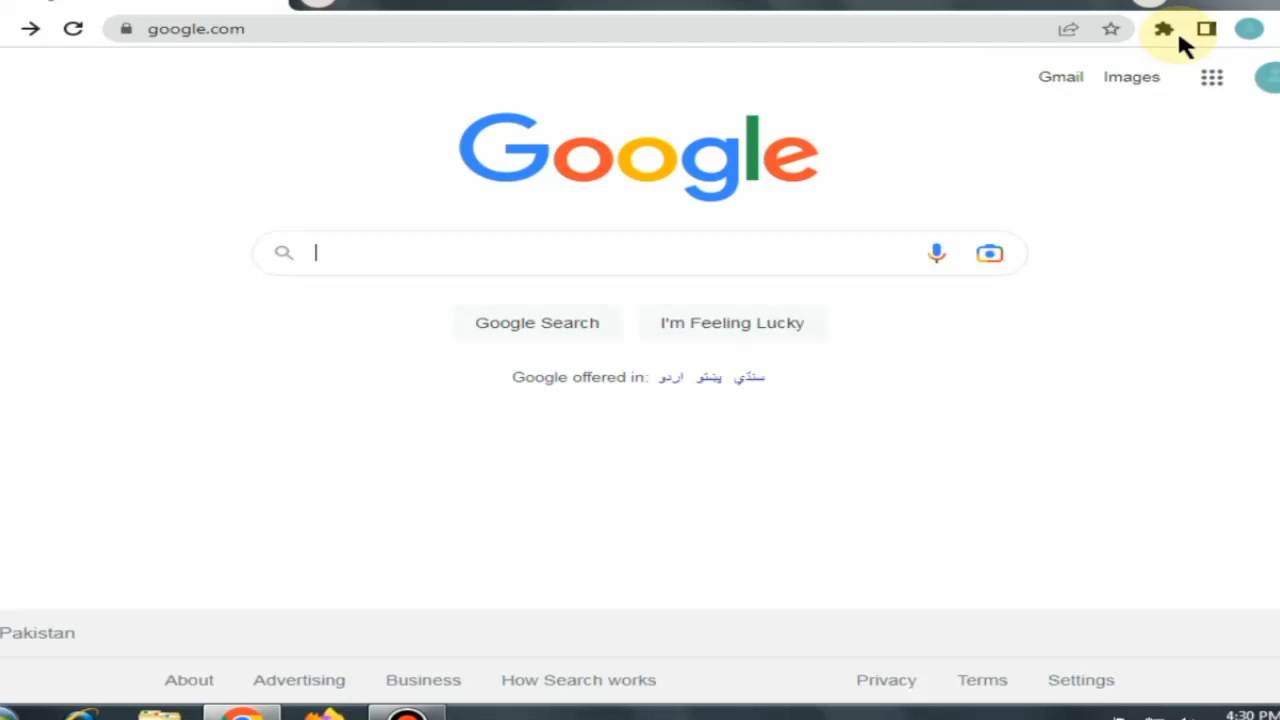 google.com
Gmail Images
Google
Google Search I'm Feeling Lucky
Google offered in: اردو پښتو سنڌي
Pakistan
About Advertising Business How Search works Privacy Terms Settings
4:30 PM